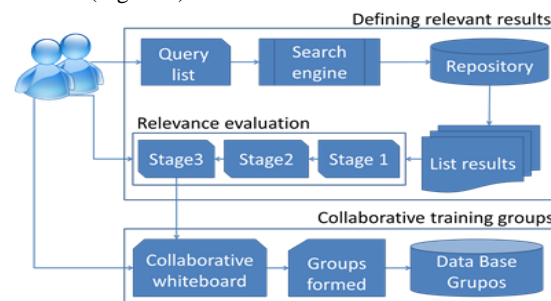 Defining relevant results
Query
list
Search
engine
Repository
Relevance evaluation
Stage3
Stage2
Stage 1
List results
Collaborative training groups
Collaborative
whiteboard
Groups
formed
Data Base
Grupos